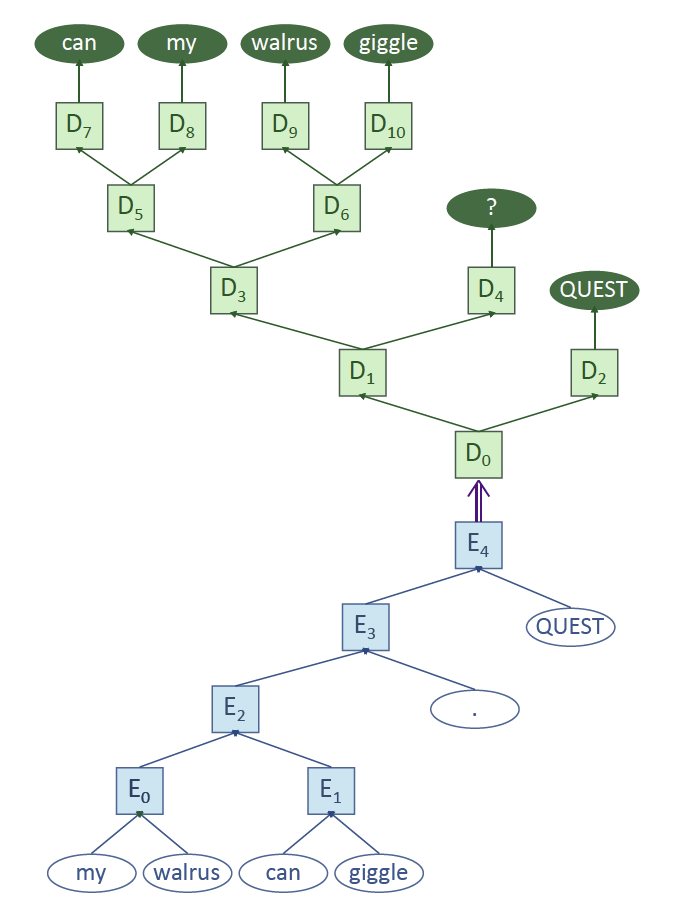 can my walrus giggle
D7 D8 D9 D10
D5 D6 ?
D3 D4 QUEST
D1 D2
D0
E4
E3 QUEST
E2 .
E0 E1
my walrus can giggle